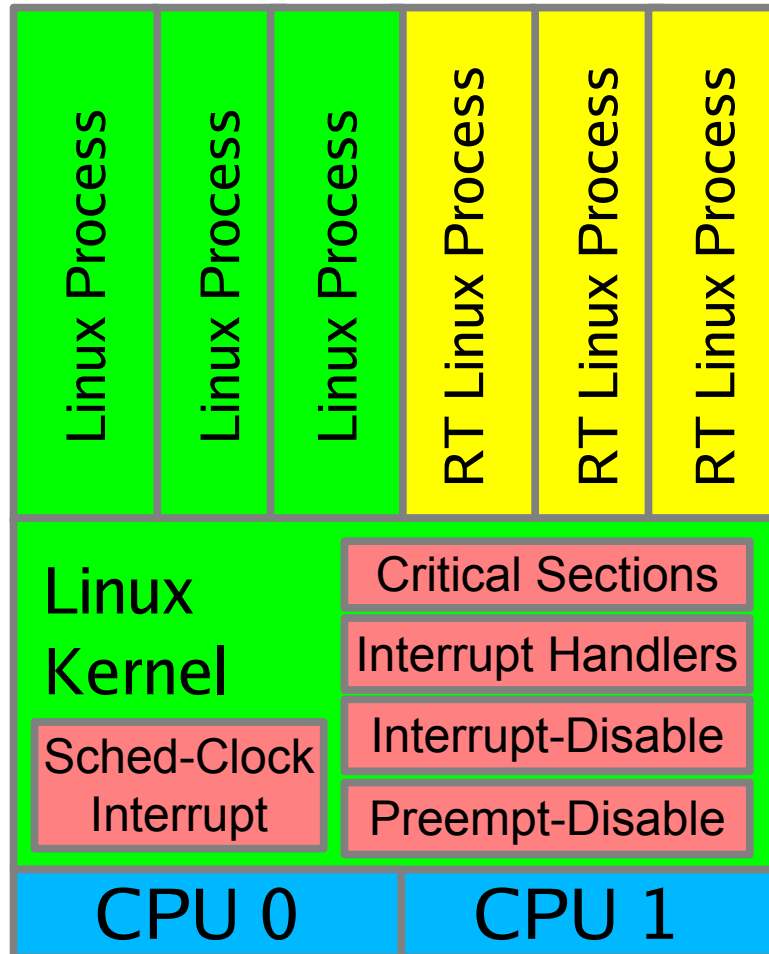 Linux Process
Linux Process
Linux Process
RT Linux Process
RT Linux Process
RT Linux Process
Linux
Kernel
Sched-Clock
Interrupt
Critical Sections
Interrupt Handlers
Interrupt-Disable
Preempt-Disable
CPU 0
CPU 1